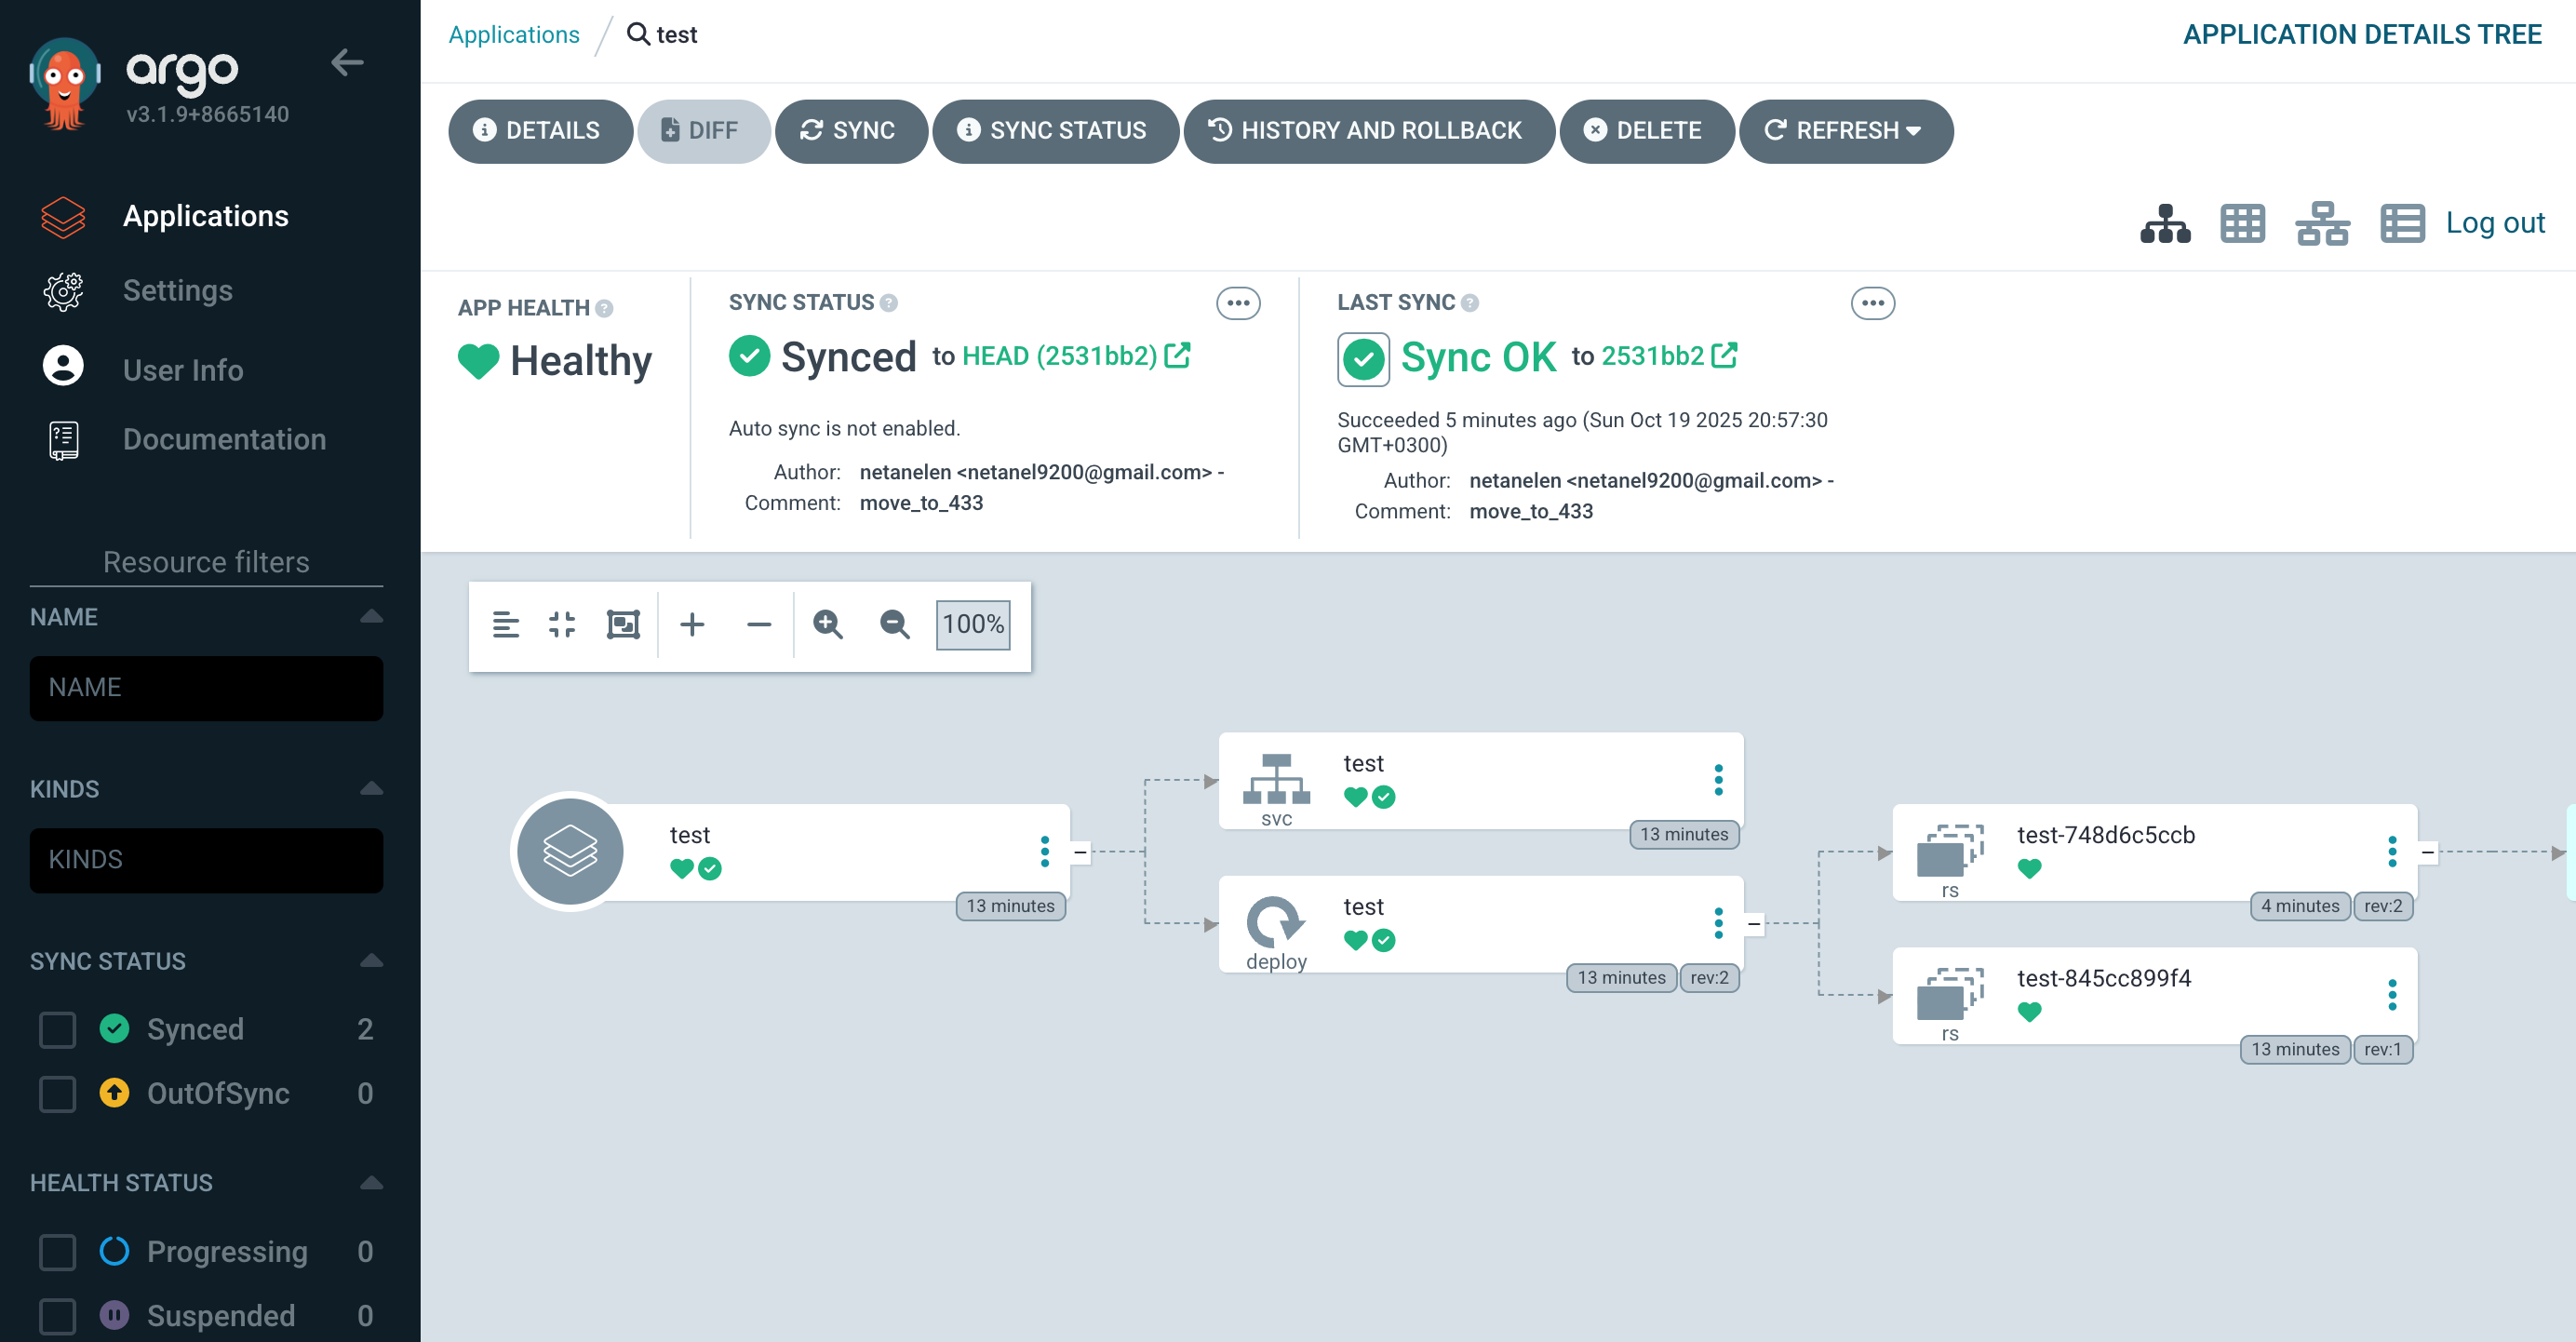 argo
v3.1.9+8665140
Applications
Settings
User Info
Documentation
Resource filters
NAME
NAME
KINDS
KINDS
SYNC STATUS
Synced 2
OutOfSync 0
HEALTH STATUS
Progressing 0
Suspended 0
Applications / test
APPLICATION DETAILS TREE
DETAILS DIFF SYNC SYNC STATUS HISTORY AND ROLLBACK DELETE REFRESH
Log out
APP HEALTH
Healthy
SYNC STATUS
Synced to HEAD (2531bb2)
Auto sync is not enabled.
Author: netanelen <netanel9200@gmail.com> -
Comment: move_to_433
LAST SYNC
Sync OK to 2531bb2
Succeeded 5 minutes ago (Sun Oct 19 2025 20:57:30
GMT+0300)
Author: netanelen <netanel9200@gmail.com> -
Comment: move_to_433
100%
test
13 minutes
svc
test
13 minutes
deploy
test
13 minutes rev:2
rs
test-748d6c5ccb
4 minutes rev:2
rs
test-845cc899f4
13 minutes rev:1